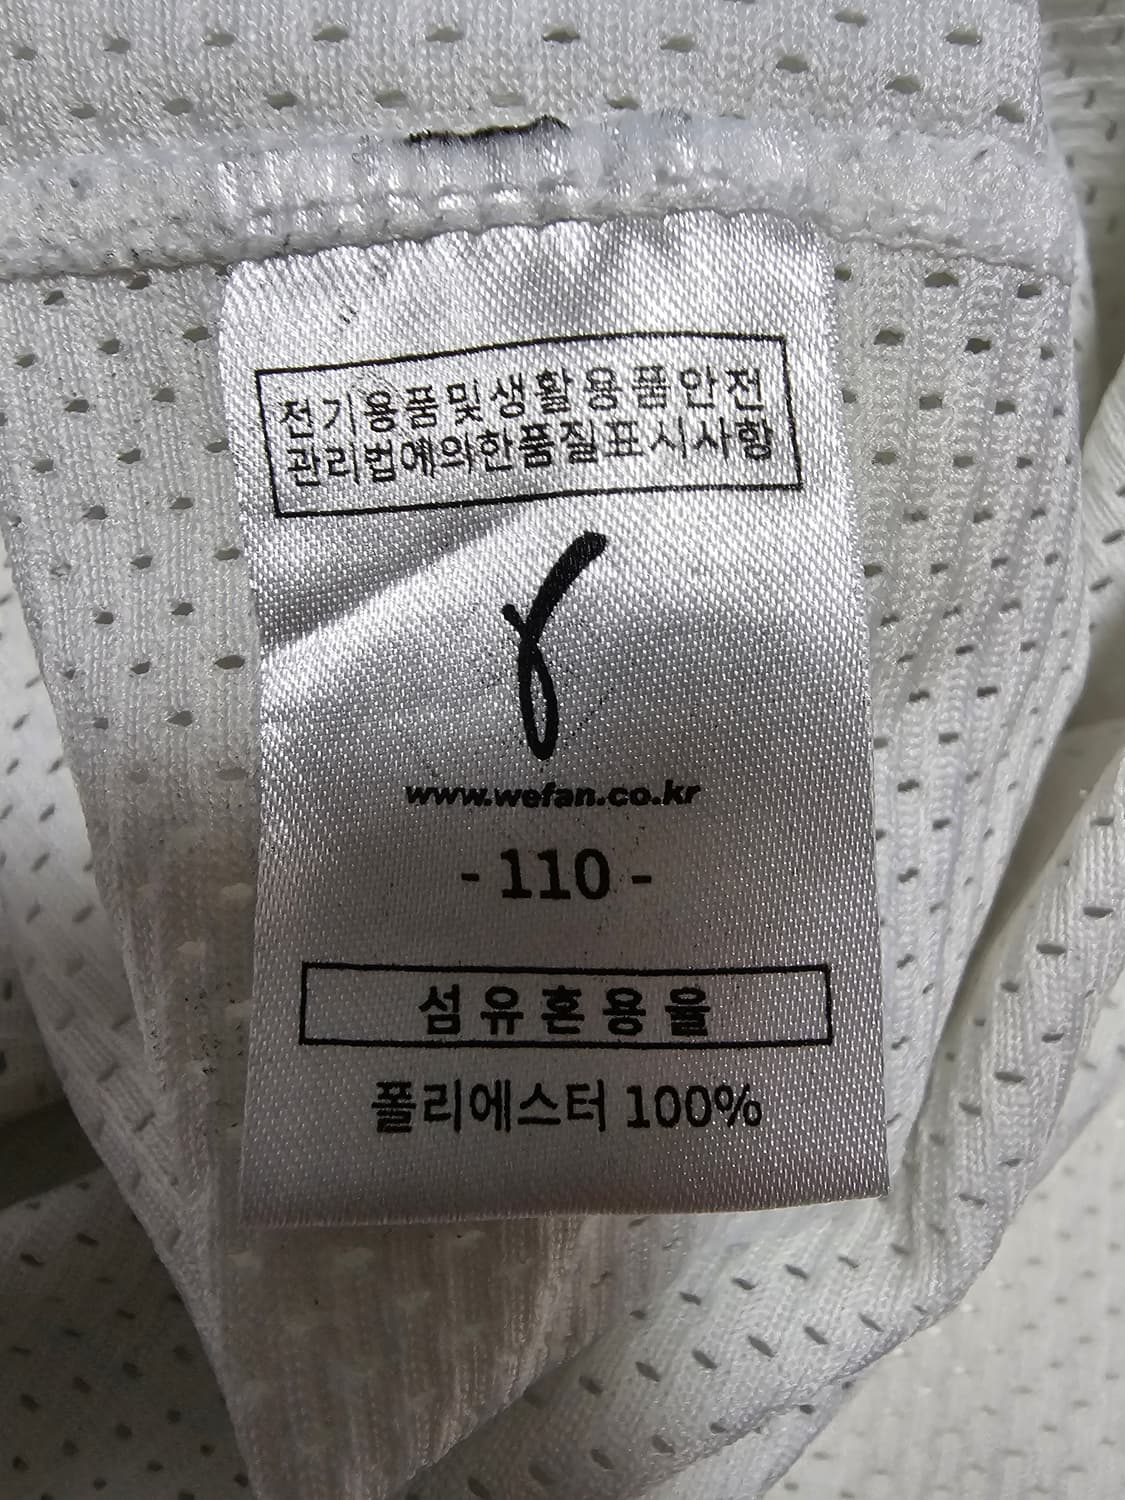 전기용품및생활용품안전
관리법에의한품질표시사항
www.wefan.co.kr
- 110 -
섬유혼용율
폴리에스터 100%